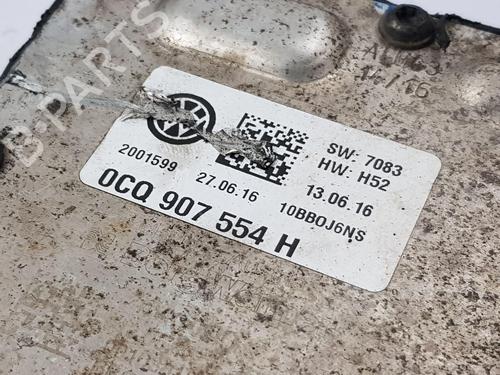 B-PARTS
SW: 7083
HW: H52
2001599
27.06.16
13.06.16
0CQ 907 554 H
10BBOJ6NS